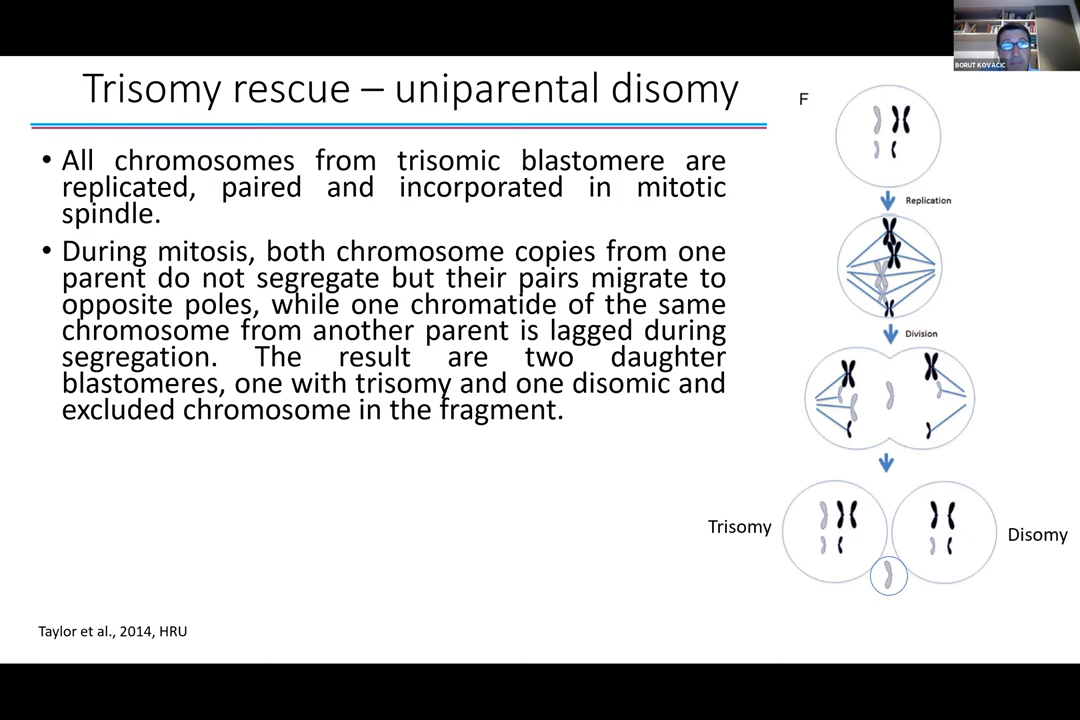 BORUT KOVAČIČ
Trisomy rescue – uniparental disomy
• All chromosomes from trisomic blastomere are
replicated, paired and incorporated in mitotic
spindle.
• During mitosis, both chromosome copies from one
parent do not segregate but their pairs migrate to
opposite poles, while one chromatide of the same
chromosome from another parent is lagged during
segregation. The result are two daughter
blastomeres, one with trisomy and one disomic and
excluded chromosome in the fragment.
F
Replication
Division
Trisomy
Disomy
Taylor et al., 2014, HRU